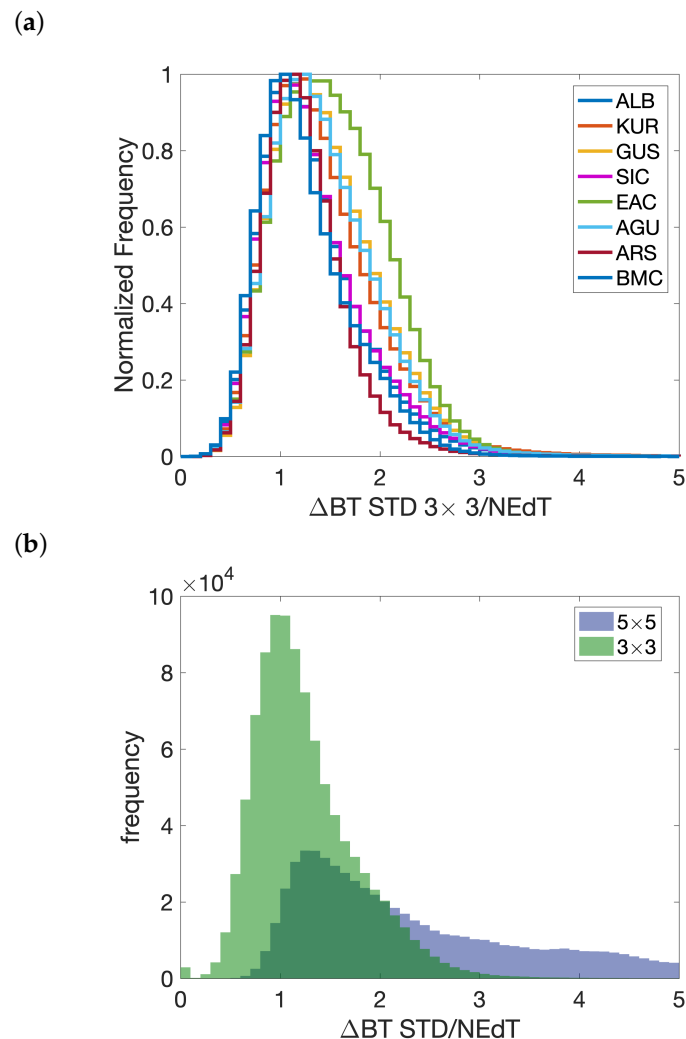 (a)
1
0.8
0.6
0.4
0.2
0
Normalized Frequency
ALB
KUR
GUS
SIC
EAC
AGU
ARS
BMC
0 1 2 3 4 5
ΔBT STD 3× 3/NEdT
(b)
×10⁴
10
8
6
4
2
0
frequency
5×5
3×3
0 1 2 3 4 5
ΔBT STD/NEdT